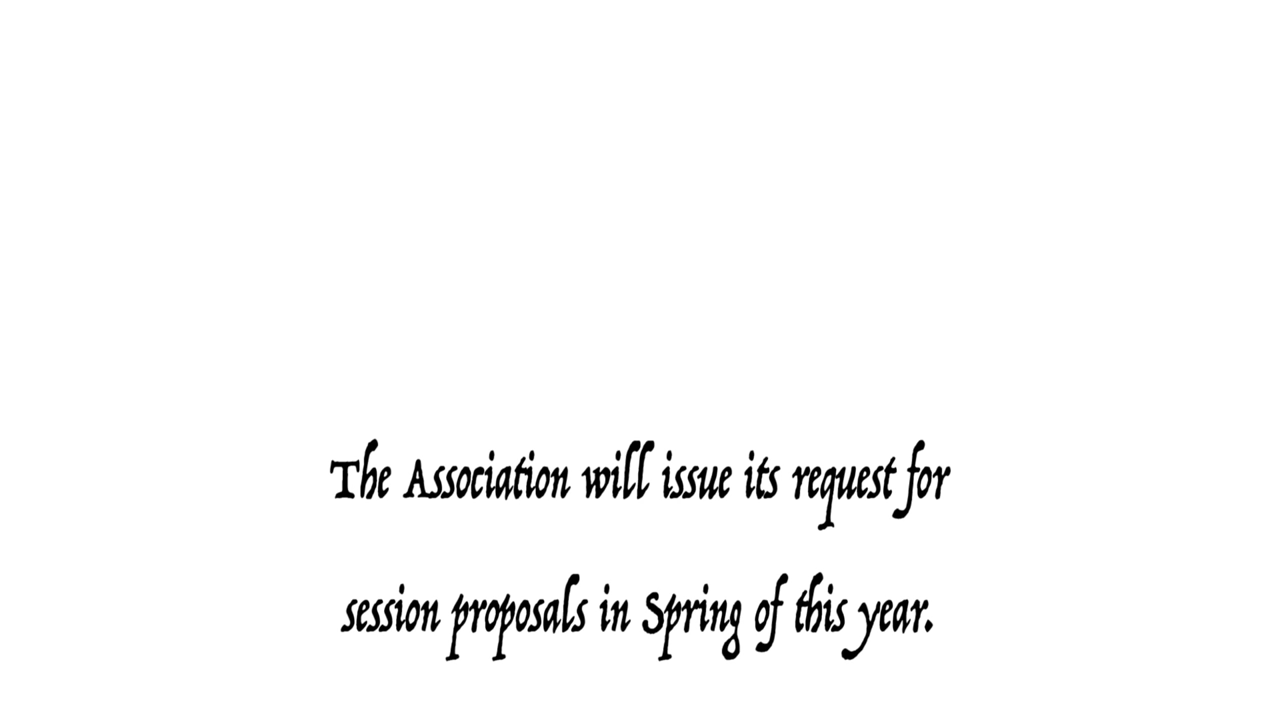 The Association will issue its request for
session proposals in Spring of this year.